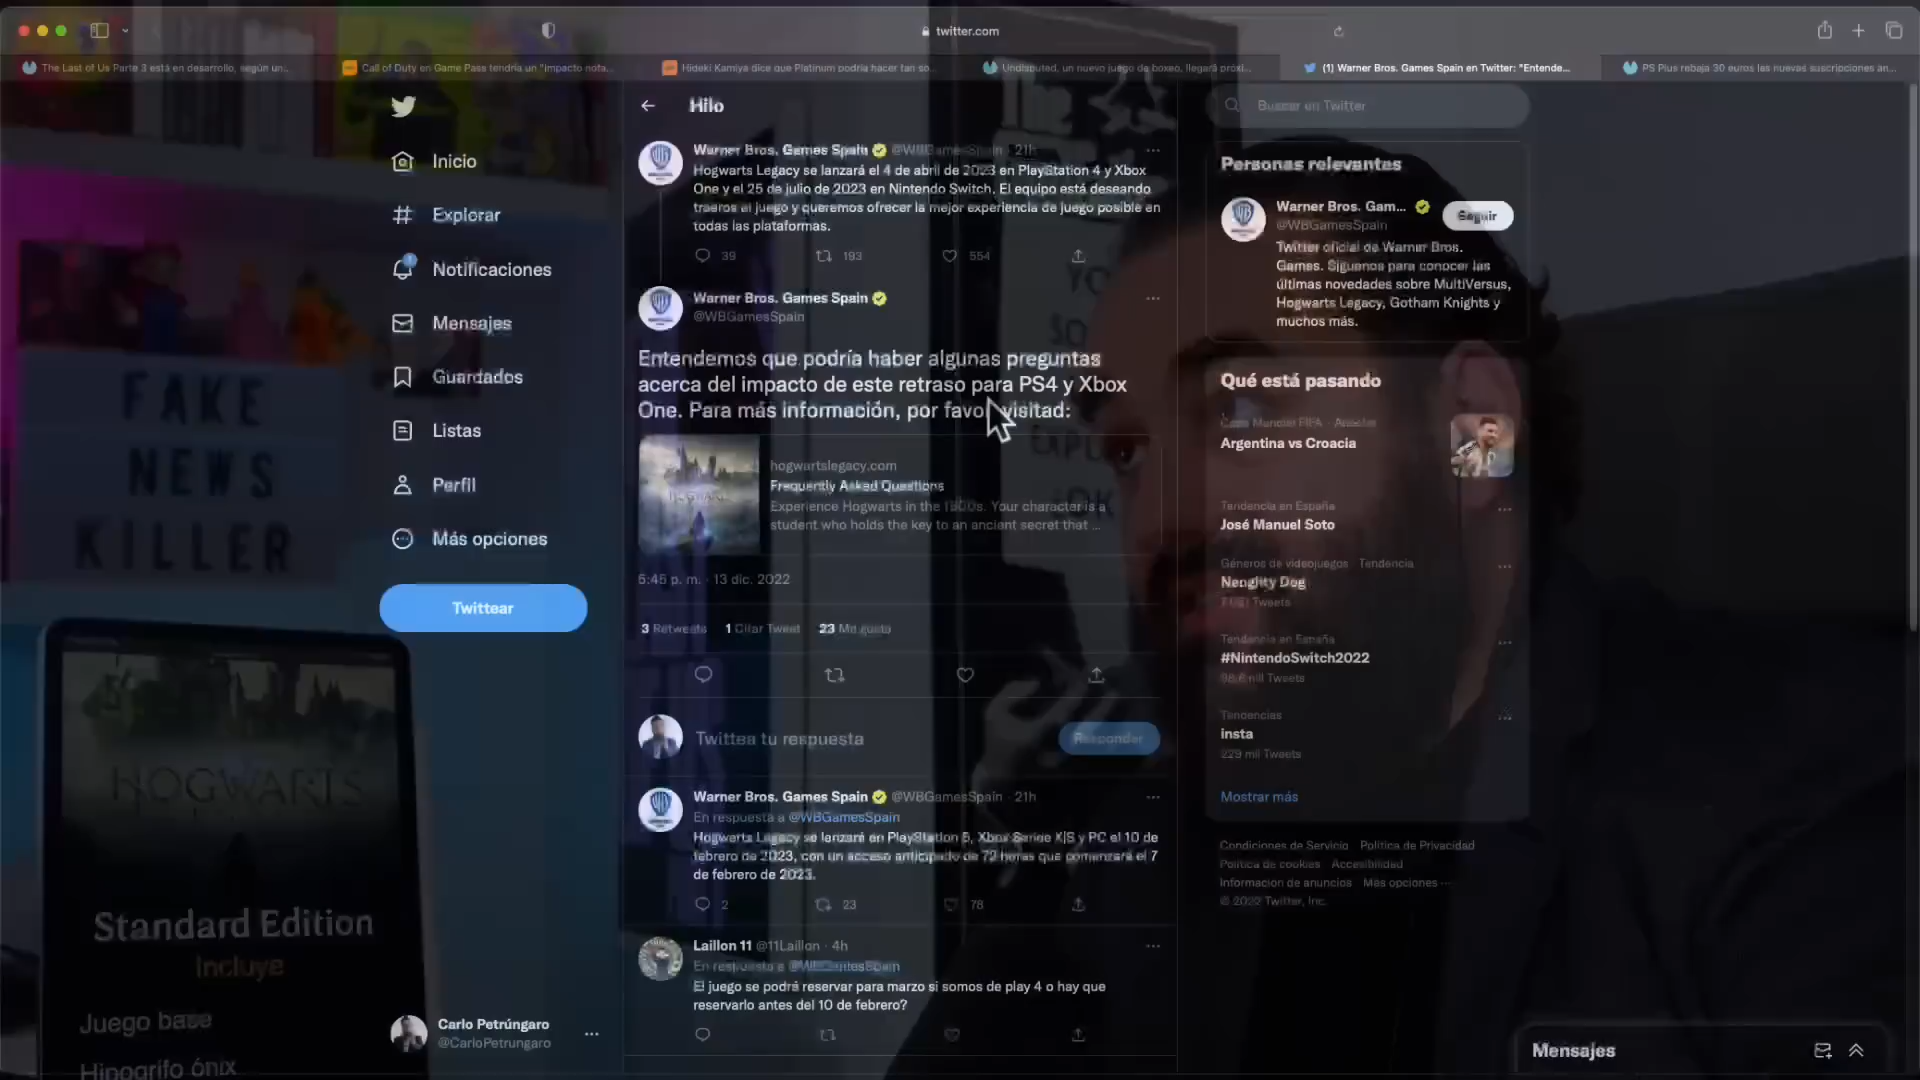 twitter.com
The Last of Us Parte 3 está en desarrollo, según un...
Call of Duty en Game Pass tendría un "impacto nota...
Hideki Kamiya dice que Platinum podría hacer tan so...
Undisputed, un nuevo juego de boxeo, llegará próxi...
(1) Warner Bros. Games Spain en Twitter: "Entende...
PS Plus rebaja 30 euros las nuevas suscripciones an...
Inicio
Explorar
Notificaciones
Mensajes
Guardados
Listas
Perfil
Más opciones
Twittear
Carlo Petrúngaro
@CarloPetrungaro
Hilo
Warner Bros. Games Spain @WBGamesSpain · 21h
Hogwarts Legacy se lanzará el 4 de abril de 2023 en PlayStation 4 y Xbox
One y el 25 de julio de 2023 en Nintendo Switch. El equipo está deseando
traeros el juego y queremos ofrecer la mejor experiencia de juego posible en
todas las plataformas.
39 193 554
Warner Bros. Games Spain
@WBGamesSpain
Entendemos que podría haber algunas preguntas
acerca del impacto de este retraso para PS4 y Xbox
One. Para más información, por favor visitad:
hogwartslegacy.com
Frequently Asked Questions
Experience Hogwarts in the 1800s. Your character is a
student who holds the key to an ancient secret that ...
5:45 p. m. · 13 dic. 2022
3 Retweets 1 Citar Tweet 23 Me gusta
Twittea tu respuesta
Responder
Warner Bros. Games Spain @WBGamesSpain · 21h
En respuesta a @WBGamesSpain
Hogwarts Legacy se lanzará en PlayStation 5, Xbox Series X|S y PC el 10 de
febrero de 2023, con un acceso anticipado de 72 horas que comenzará el 7
de febrero de 2023.
2 23 78
Laillon 11 @11Laillon · 4h
En respuesta a @WBGamesSpain
El juego se podrá reservar para marzo si somos de play 4 o hay que
reservarlo antes del 10 de febrero?
Buscar en Twitter
Personas relevantes
Warner Bros. Gam...
@WBGamesSpain
Seguir
Twitter oficial de Warner Bros.
Games. Síguenos para conocer las
últimas novedades sobre MultiVersus,
Hogwarts Legacy, Gotham Knights y
muchos más.
Qué está pasando
Copa Mundial FIFA · Anoche
Argentina vs Croacia
Tendencia en España
José Manuel Soto
Géneros de videojuegos · Tendencia
Naughty Dog
Tweets
Tendencia en España
#NintendoSwitch2022
98,6 mil Tweets
Tendencias
insta
229 mil Tweets
Mostrar más
Condiciones de Servicio Política de Privacidad
Política de cookies Accesibilidad
Información de anuncios Más opciones ···
© 2022 Twitter, Inc.
Mensajes
FAKE
NEWS
KILLER
HOGWARTS
Standard Edition
Incluye
Juego base
Hipogrifo ónix